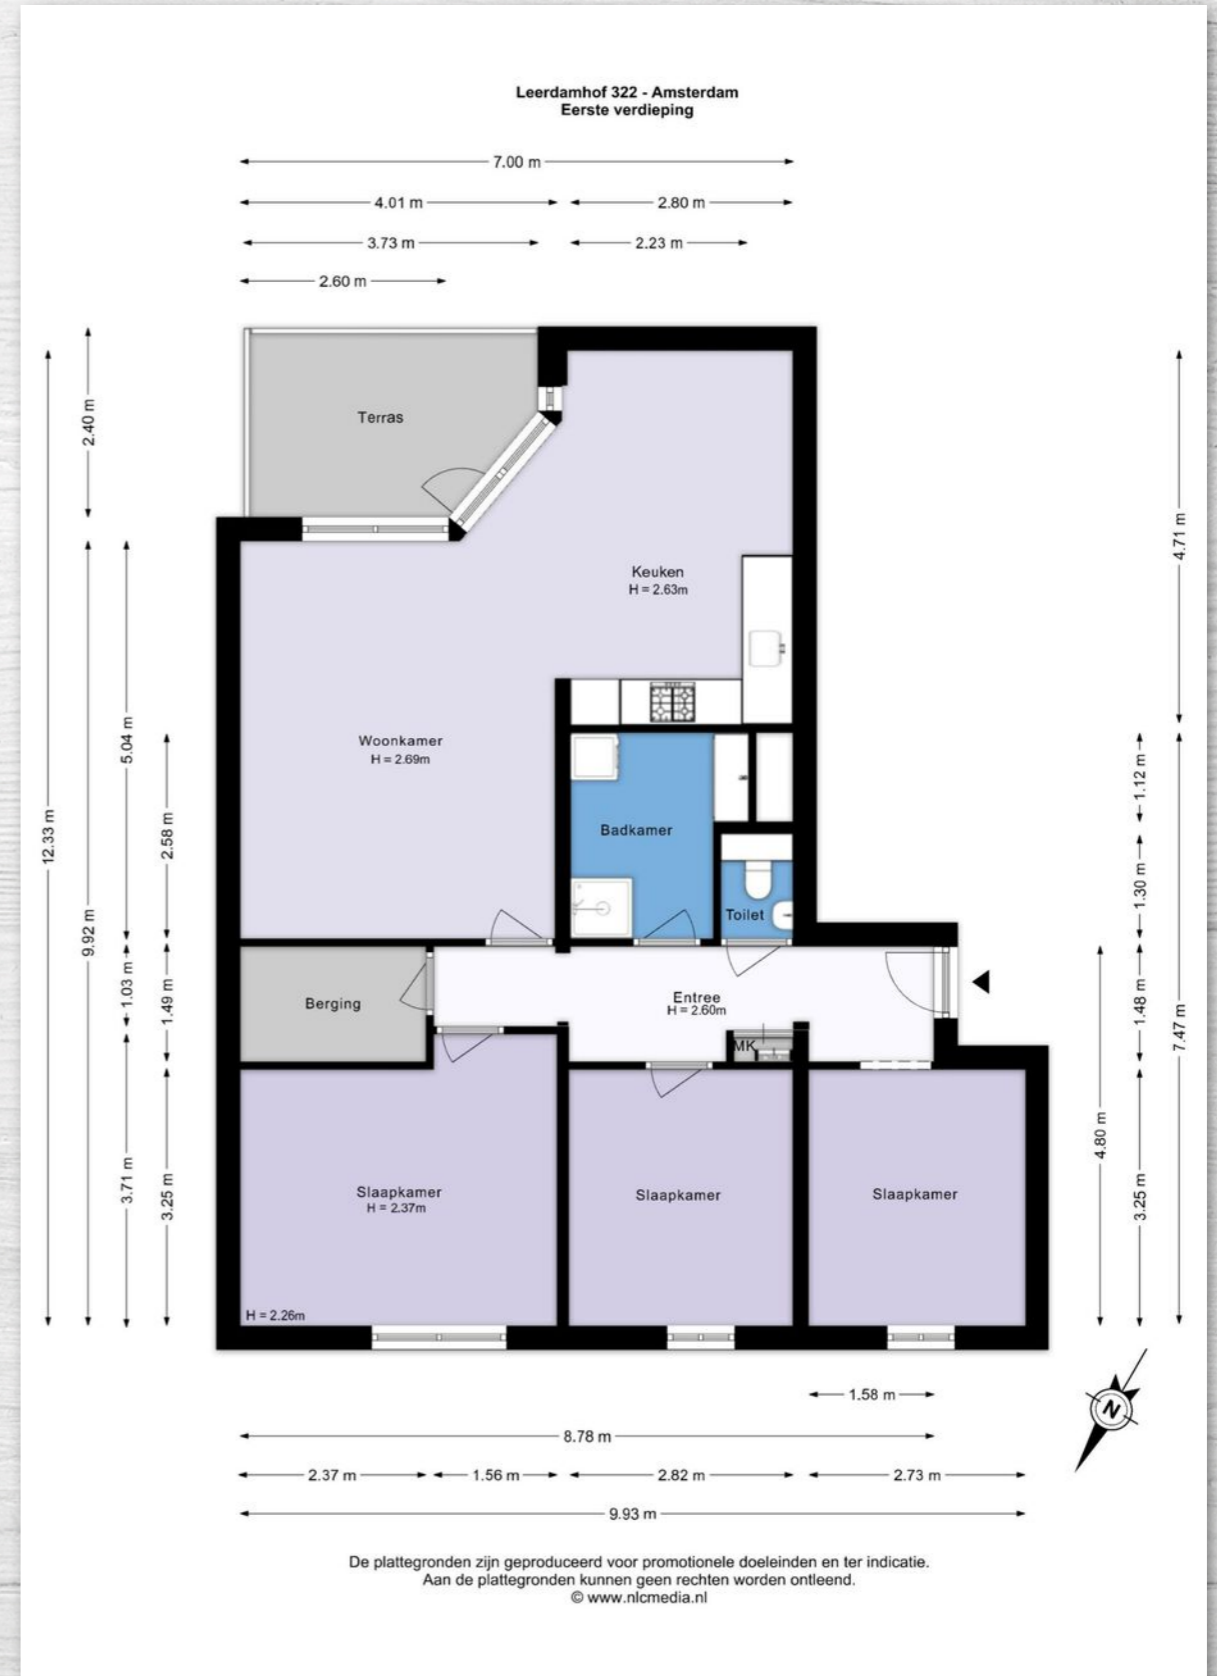 Leerdamhof 322 - Amsterdam
Eerste verdieping
7.00 m
4.01 m
2.80 m
3.73 m
2.23 m
2.60 m
2.40 m
Terras
4.71 m
Keuken
H = 2.63m
5.04 m
Woonkamer
H = 2.69m
1.12 m
12.33 m
2.58 m
Badkamer
1.30 m
9.92 m
Toilet
1.03 m
1.49 m
Berging
Entree
H = 2.60m
1.48 m
7.47 m
MK
4.80 m
3.71 m
3.25 m
Slaapkamer
H = 2.37m
Slaapkamer
Slaapkamer
3.25 m
H = 2.26m
1.58 m
N
8.78 m
2.37 m
1.56 m
2.82 m
2.73 m
9.93 m
De plattegronden zijn geproduceerd voor promotionele doeleinden en ter indicatie.
Aan de plattegronden kunnen geen rechten worden ontleend.
© www.nlcmedia.nl